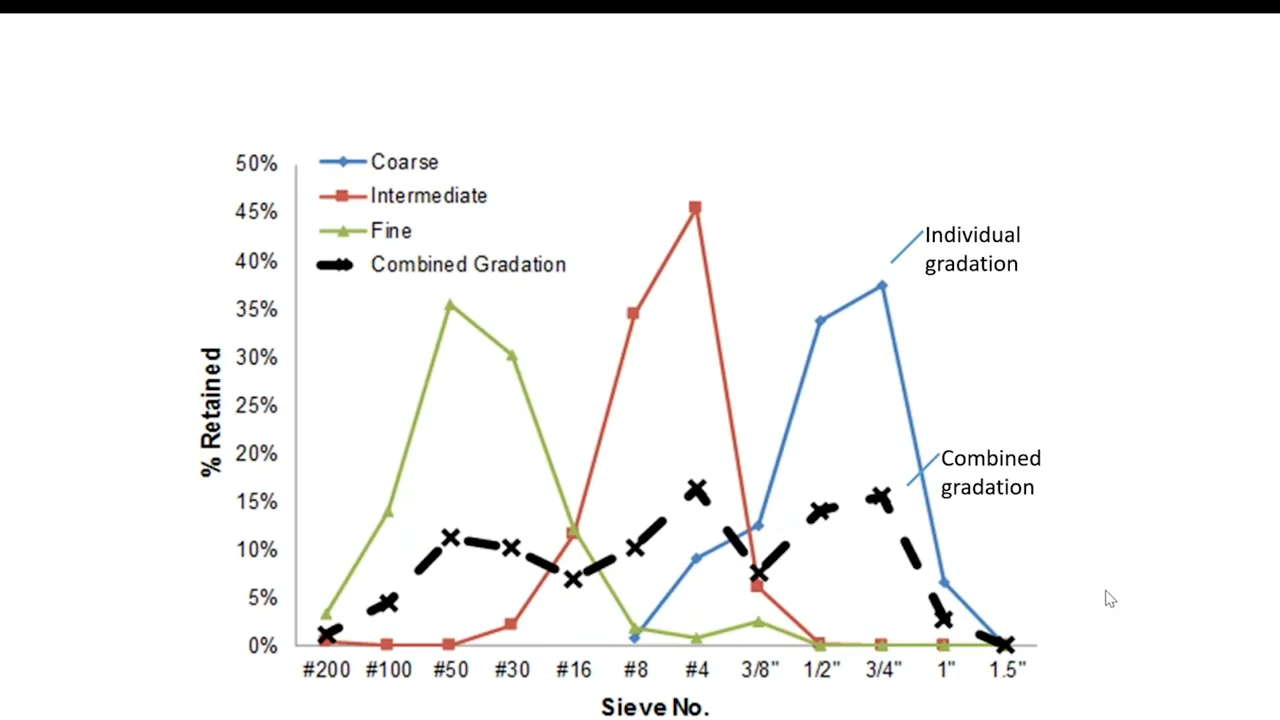 50%
Coarse
Intermediate
45%
Individual
gradation
Fine
40%
Combined Gradation
35%
30%
% Retained
25%
20%
Combined
gradation
15%
10%
5%
0%
#200 #100 #50 #30 #16 #8 #4 3/8" 1/2" 3/4" 1" 1.5"
Sieve No.